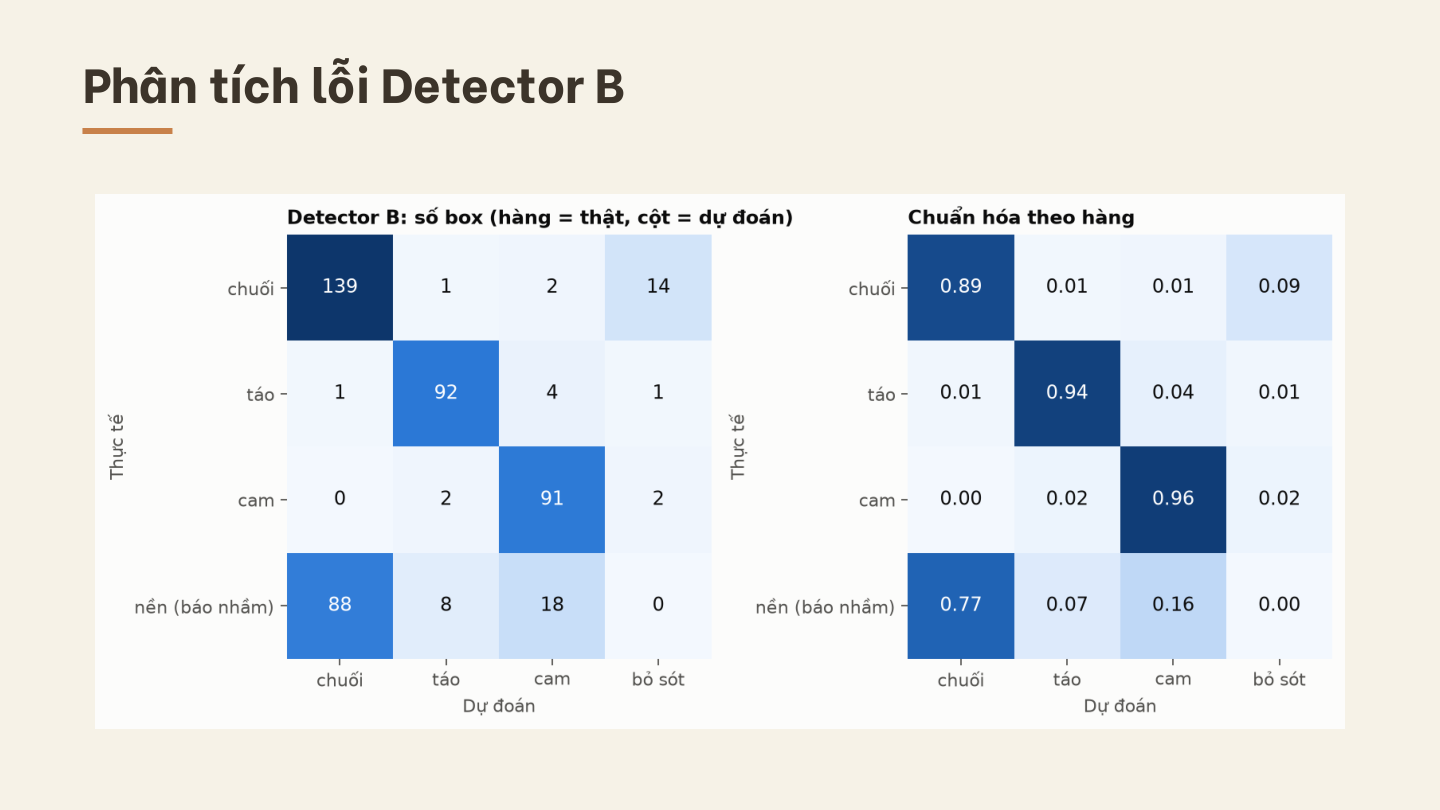 Phân tích lỗi Detector B
Detector B: số box (hàng = thật, cột = dự đoán)
Thực tế
chuối 139 1 2 14
táo 1 92 4 1
cam 0 2 91 2
nền (báo nhầm) 88 8 18 0
chuối táo cam bỏ sót
Dự đoán
Chuẩn hóa theo hàng
Thực tế
chuối 0.89 0.01 0.01 0.09
táo 0.01 0.94 0.04 0.01
cam 0.00 0.02 0.96 0.02
nền (báo nhầm) 0.77 0.07 0.16 0.00
chuối táo cam bỏ sót
Dự đoán